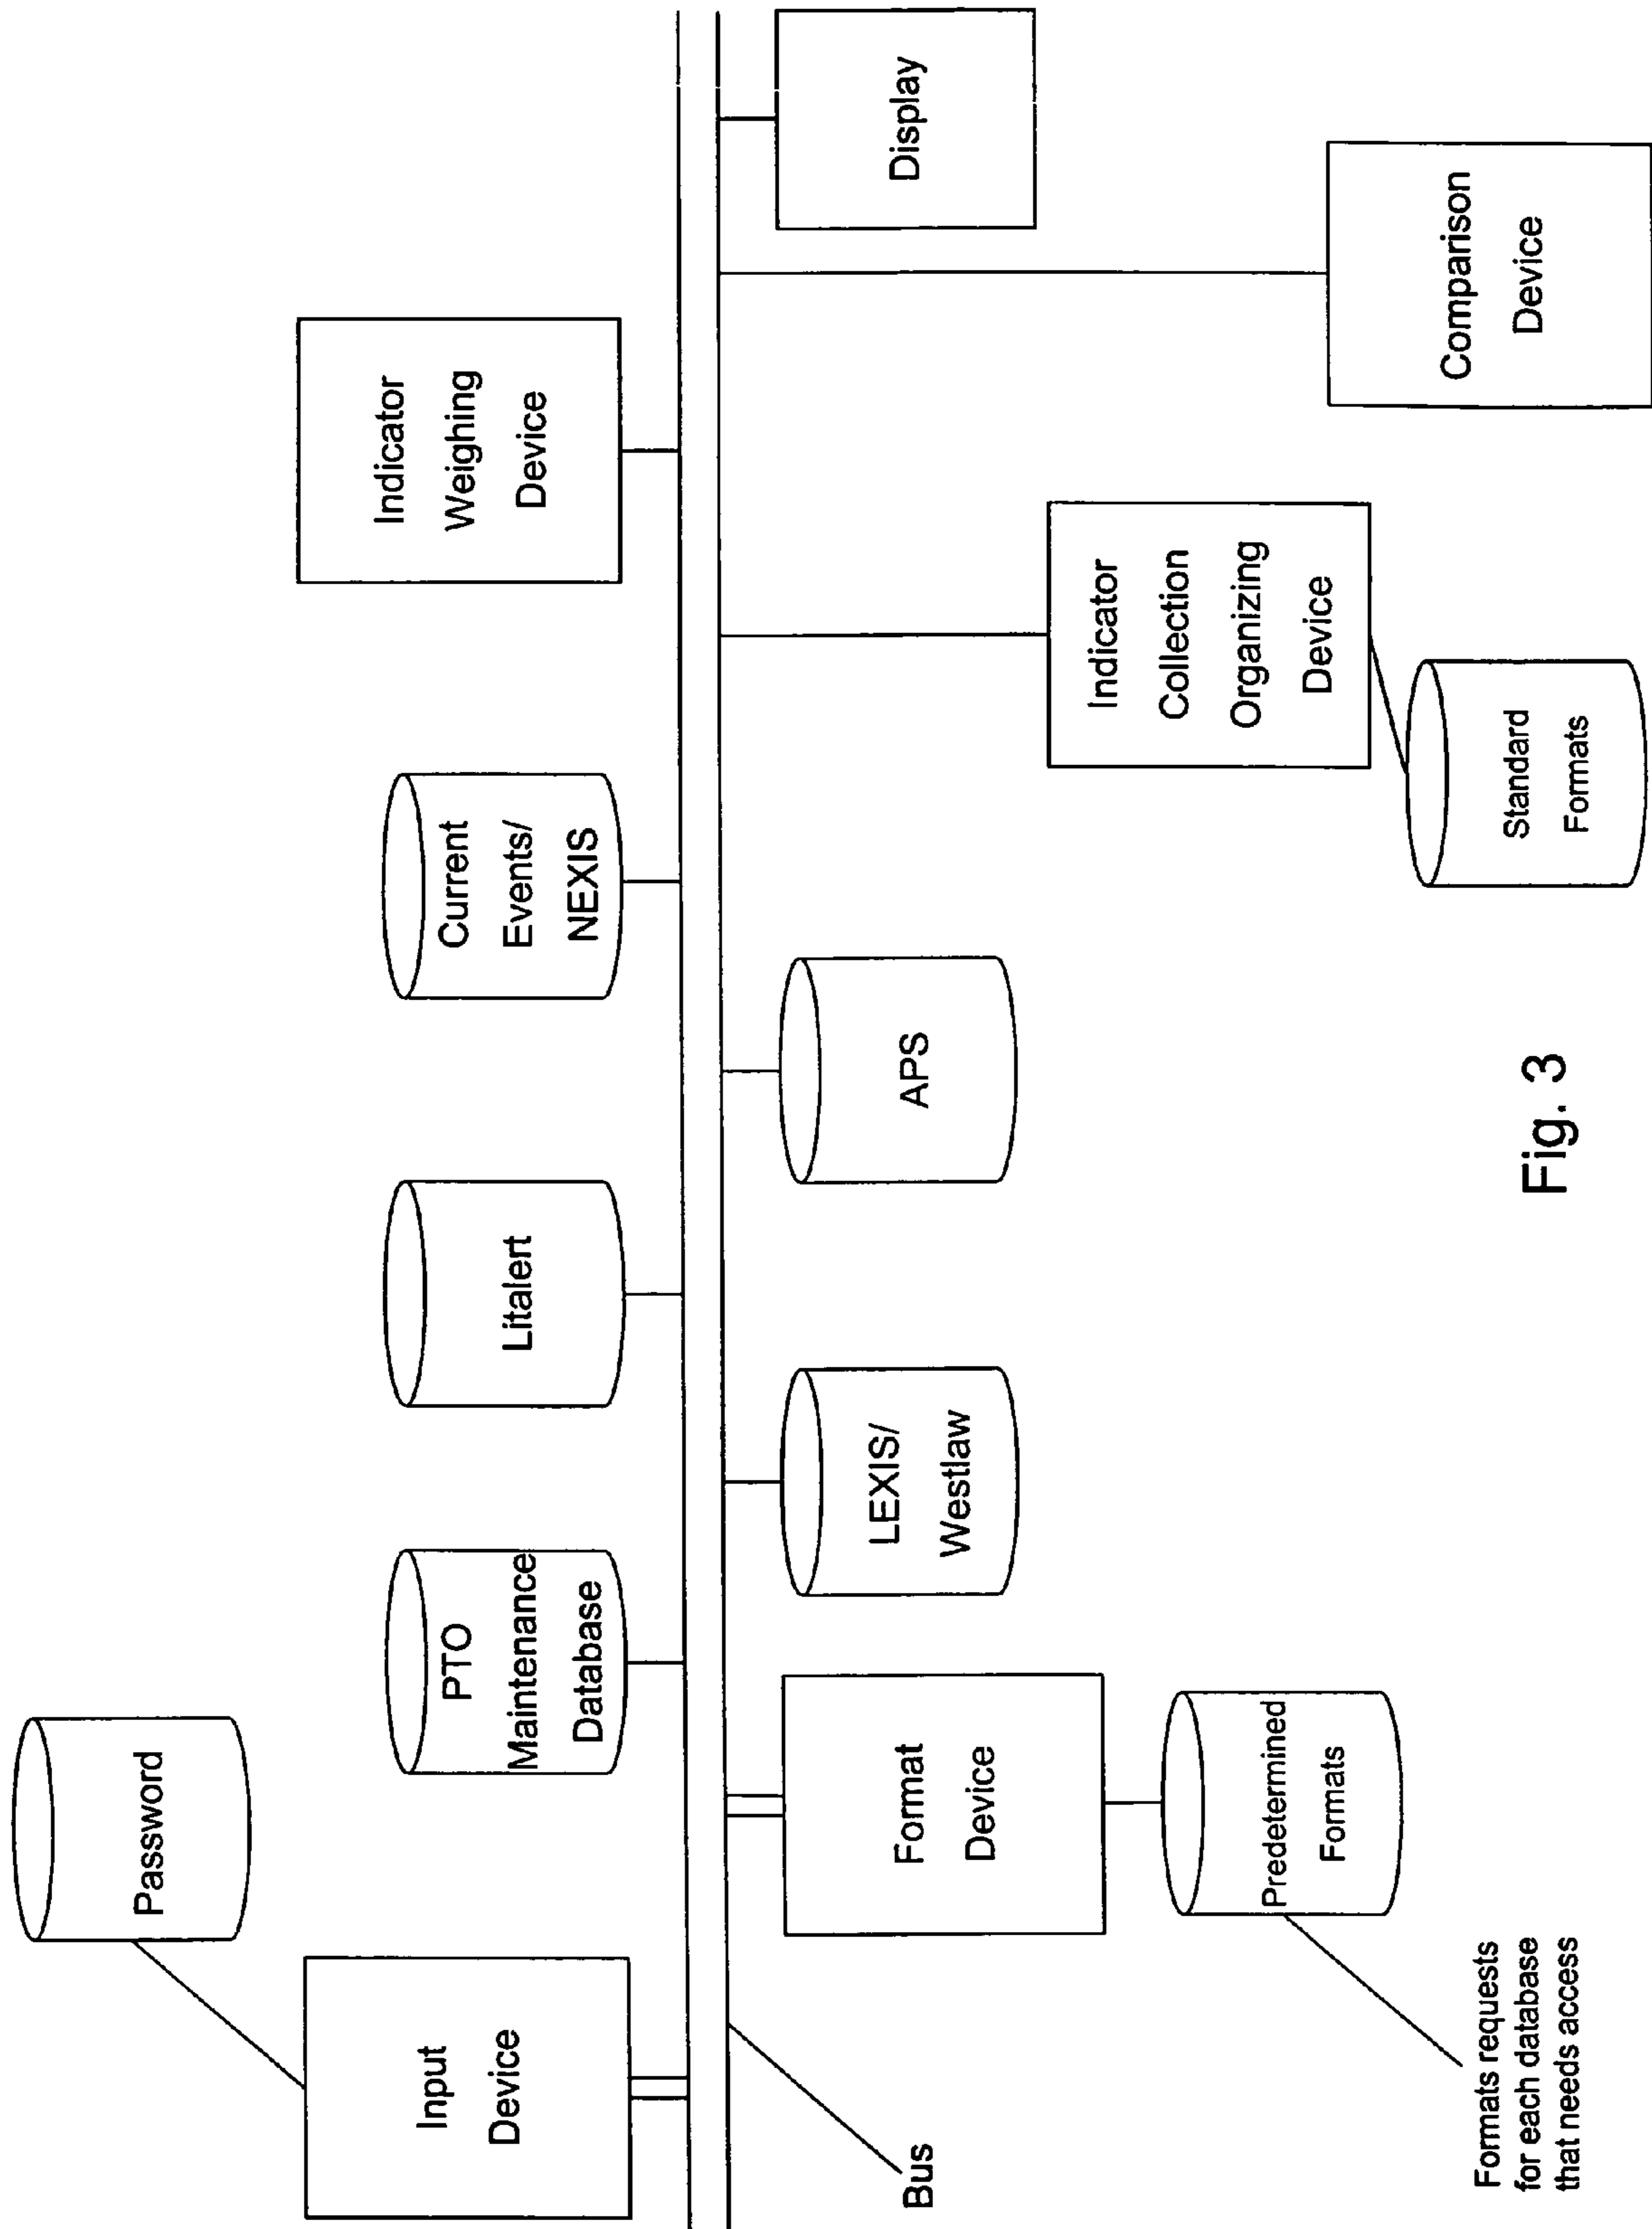 Password
Input
Device
PTO
Maintenance
Database
Litalert
Current
Events/
NEXIS
Indicator
Weighing
Device
Bus
Format
Device
Predetermined
Formats
Formats requests
for each database
that needs access
LEXIS/
Westlaw
APS
Indicator
Collection
Organizing
Device
Standard
Formats
Display
Comparison
Device
Fig. 3